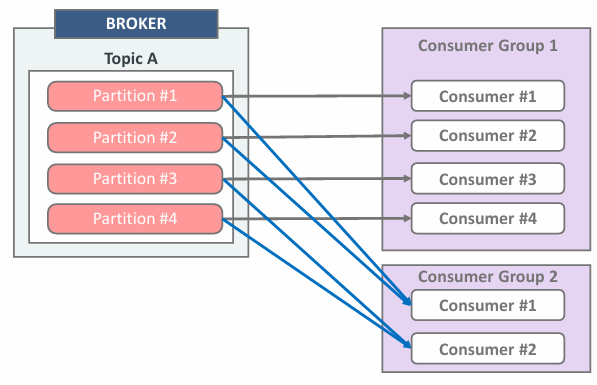 BROKER
Topic A
Partition #1
Partition #2
Partition #3
Partition #4
Consumer Group 1
Consumer #1
Consumer #2
Consumer #3
Consumer #4
Consumer Group 2
Consumer #1
Consumer #2